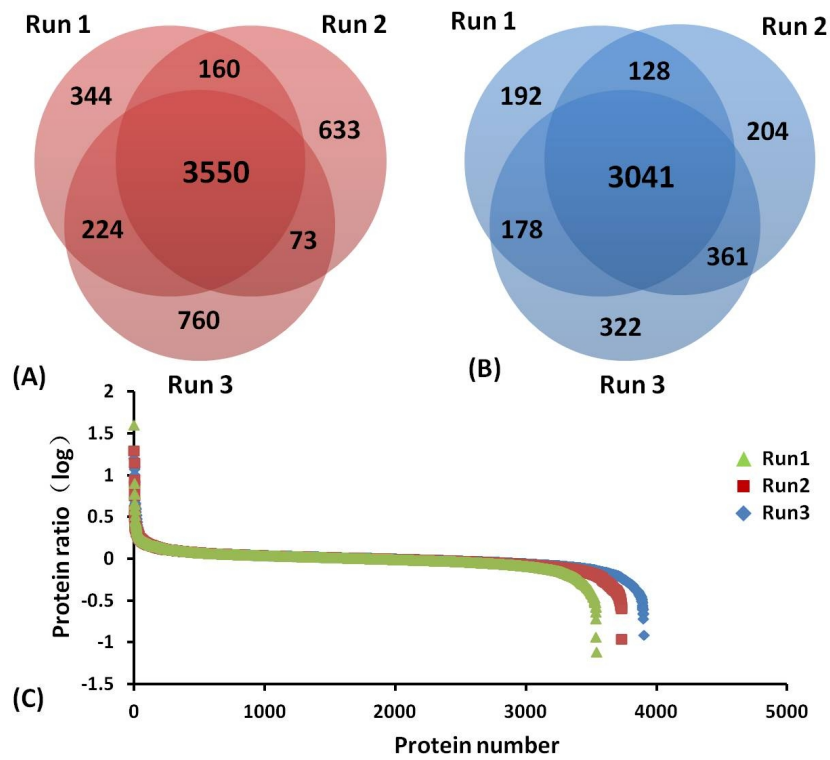 Run 1
Run 2
Run 1
Run 2
160
344
633
3550
224
73
760
128
192
204
3041
178
361
322
(A)
Run 3
(B)
Run 3
2
1.5
1
0.5
0
-0.5
-1
-1.5
Protein ratio（log）
Run1
Run2
Run3
(C)
0
1000
2000
3000
4000
5000
Protein number